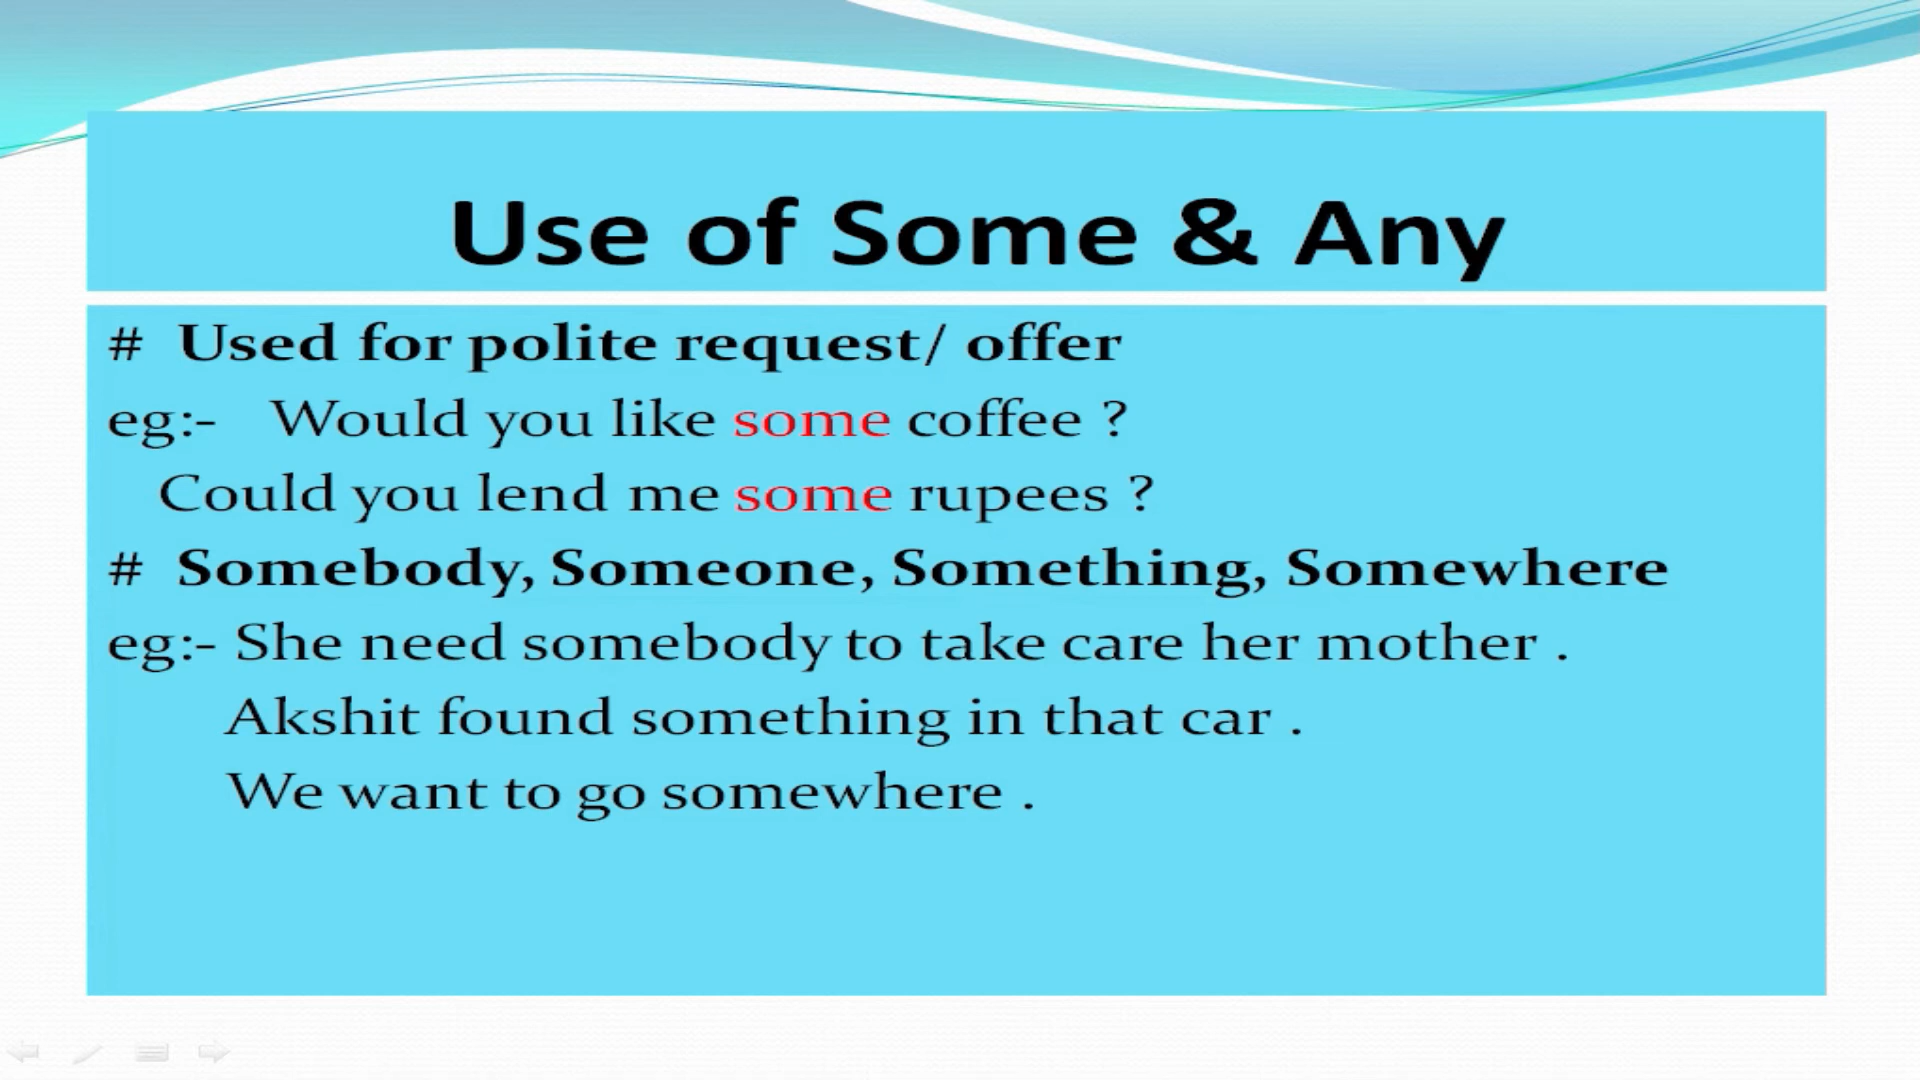 Use of Some & Any
# Used for polite request/ offer
eg:- Would you like some coffee ?
Could you lend me some rupees ?
# Somebody, Someone, Something, Somewhere
eg:- She need somebody to take care her mother .
Akshit found something in that car .
We want to go somewhere .